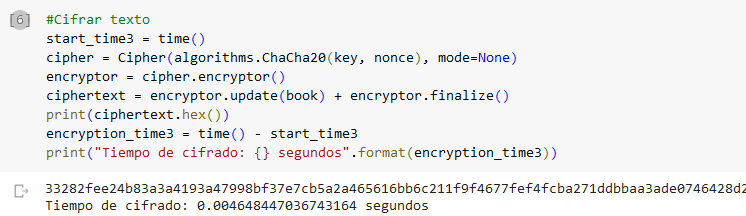 [6]
#Cifrar texto
start_time3 = time()
cipher = Cipher(algorithms.ChaCha20(key, nonce), mode=None)
encryptor = cipher.encryptor()
ciphertext = encryptor.update(book) + encryptor.finalize()
print(ciphertext.hex())
encryption_time3 = time() - start_time3
print("Tiempo de cifrado: {} segundos".format(encryption_time3))
33282fee24b83a3a4193a47998bf37e7cb5a2a465616bb6c211f9f4677fef4fcba271ddbbaa3ade0746428d2
Tiempo de cifrado: 0.004648447036743164 segundos